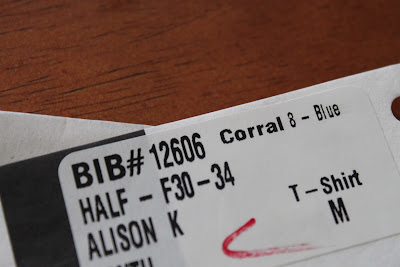 BIB# 12606 Corral 8 - Blue
HALF - F30-34 T-Shirt
ALISON K M